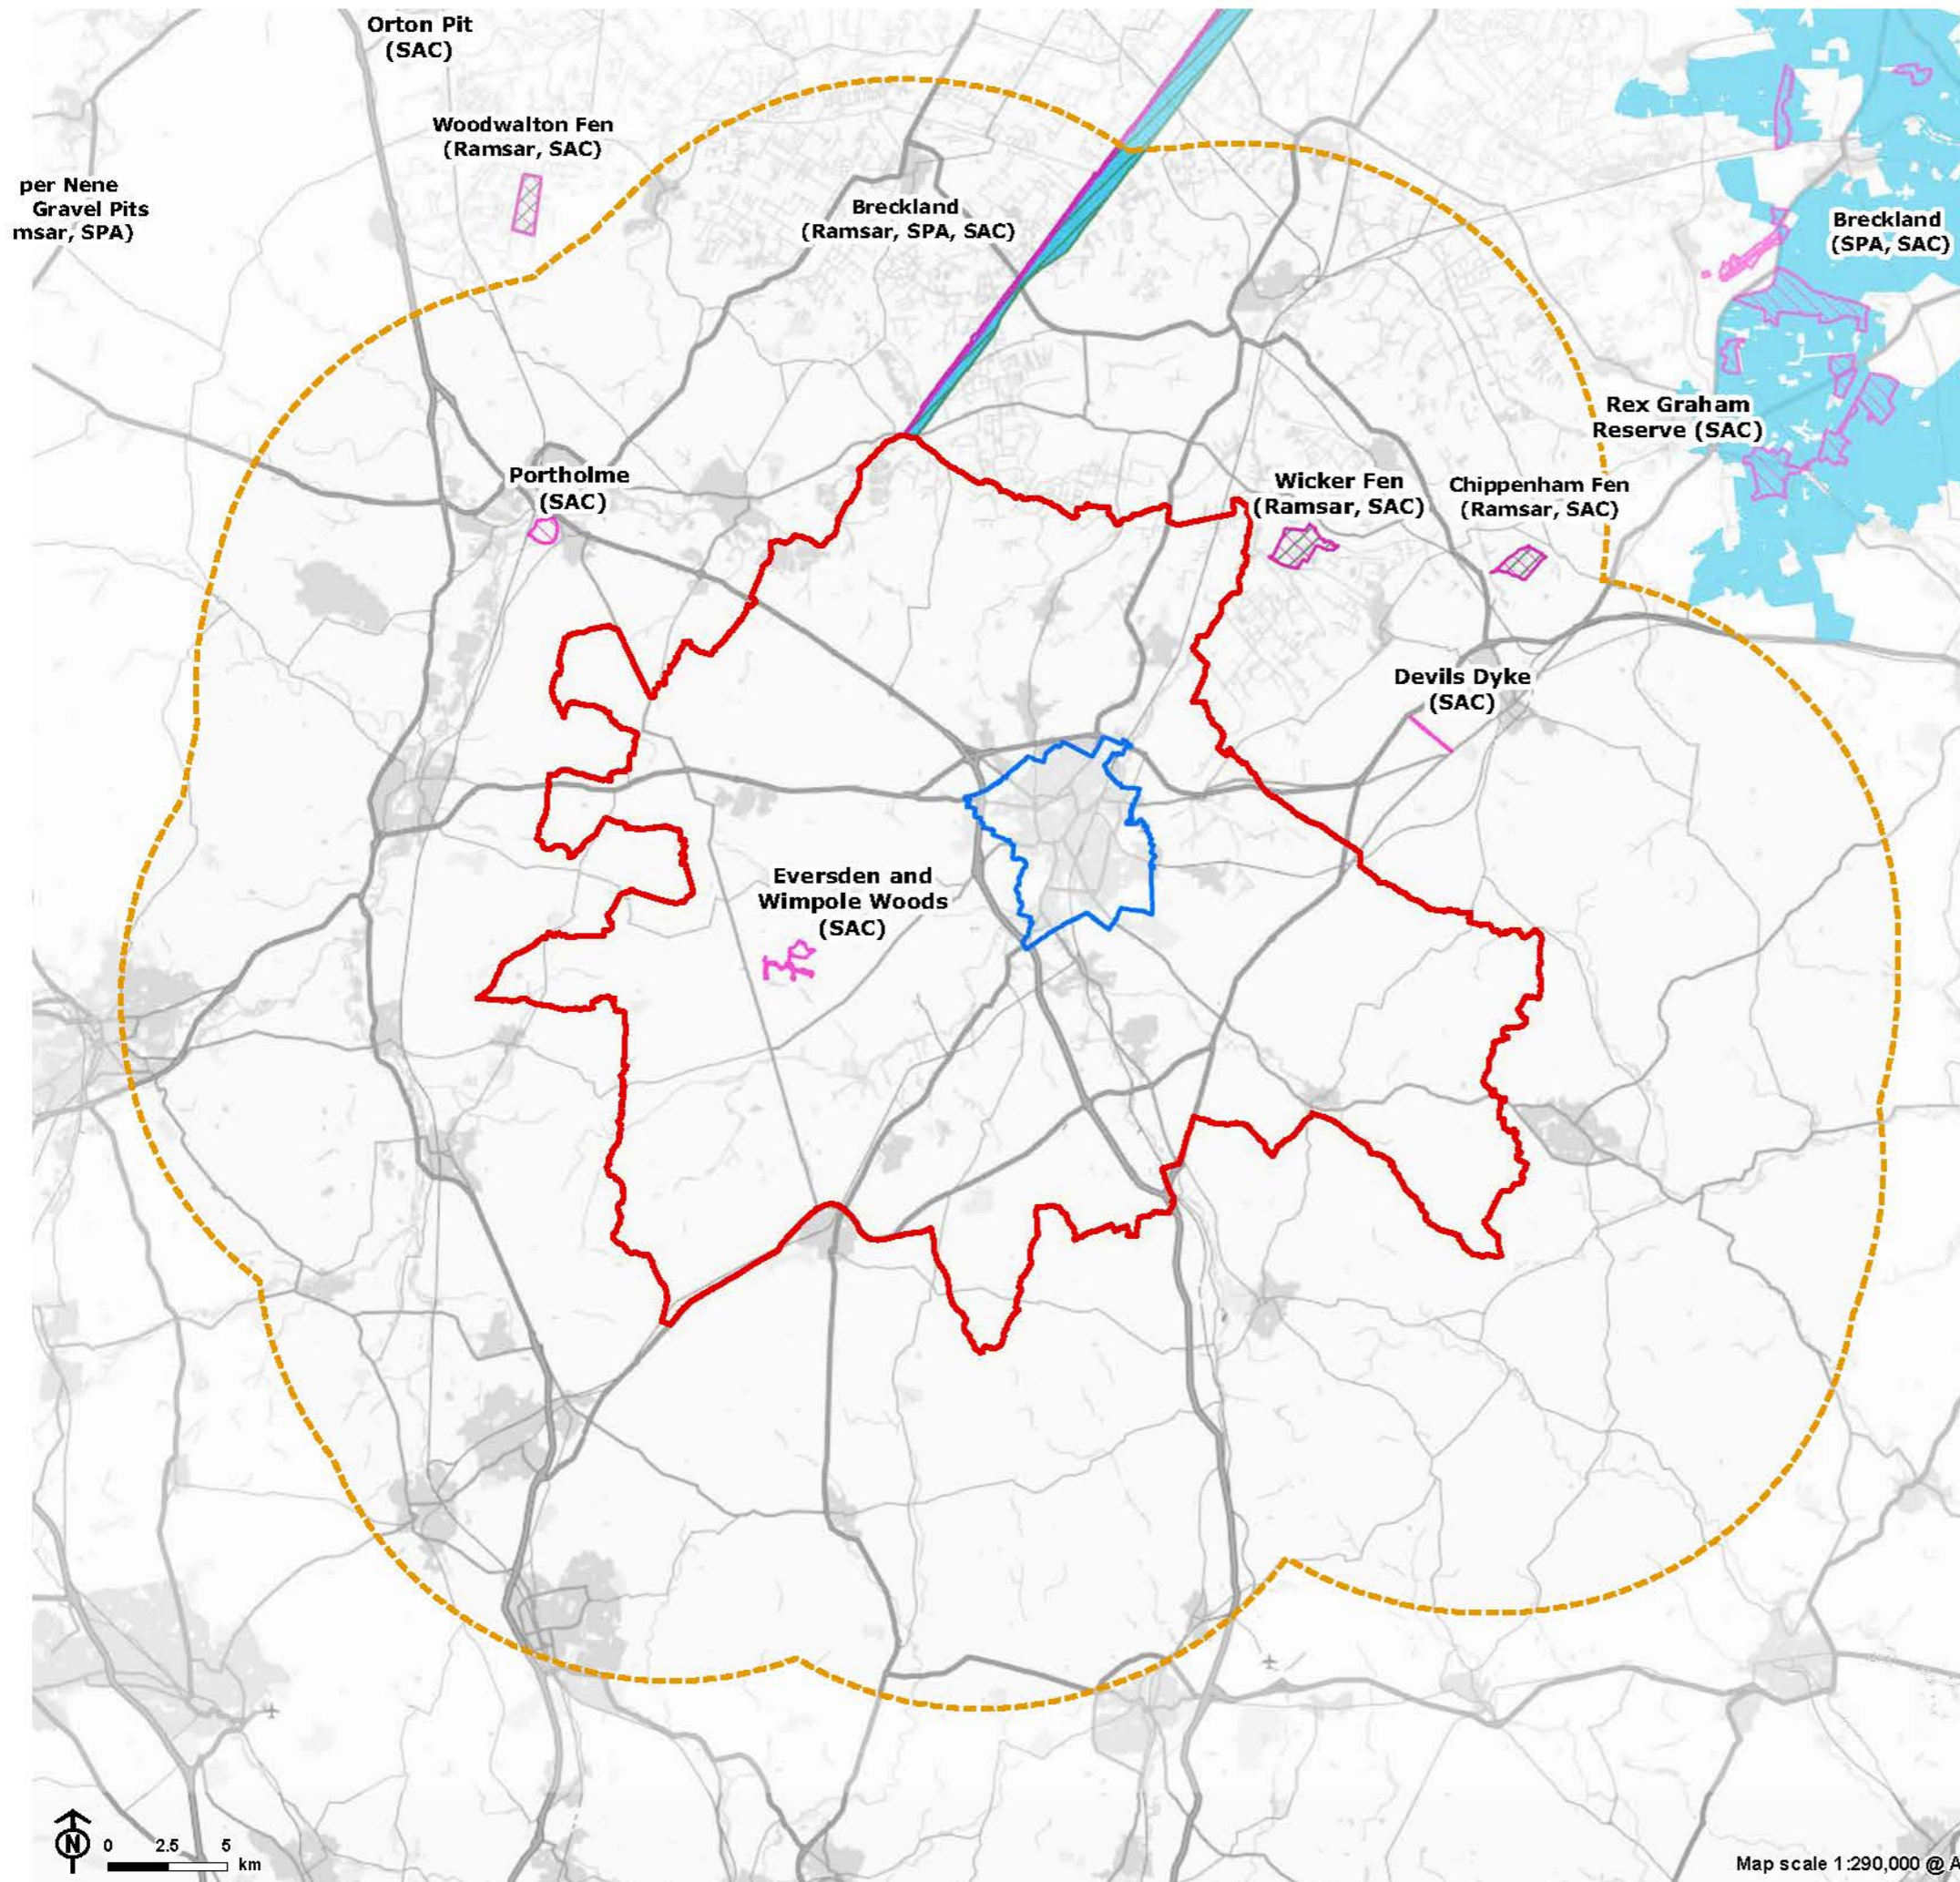 Orton Pit
(SAC)
Woodwalton Fen
(Ramsar, SAC)
per Nene
Gravel Pits
msar, SPA)
Breckland
(Ramsar, SPA, SAC)
Breckland
(SPA, SAC)
Rex Graham
Reserve (SAC)
Portholme
(SAC)
Wicker Fen
(Ramsar, SAC)
Chippenham Fen
(Ramsar, SAC)
Devils Dyke
(SAC)
Eversden and
Wimpole Woods
(SAC)
N
0 2.5 5
km
Map scale 1:290,000 @ A